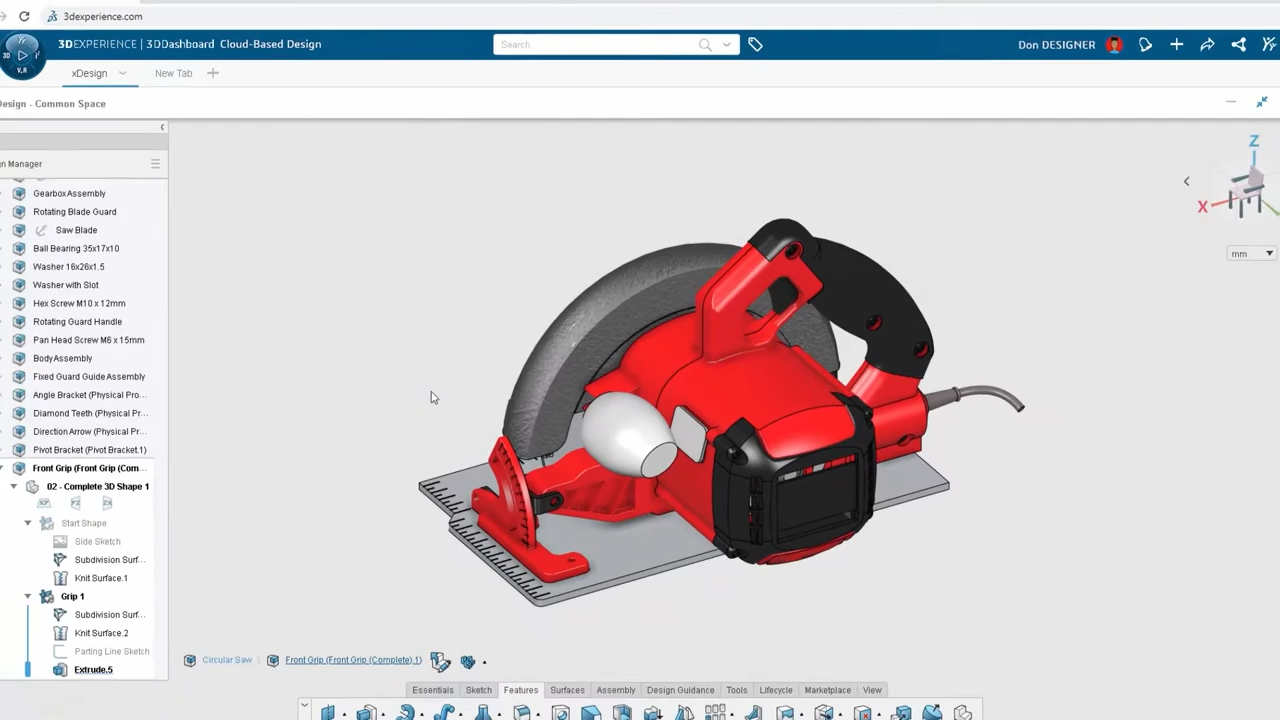 3dexperience.com
3DEXPERIENCE | 3DDashboard Cloud-Based Design
Search
Don DESIGNER
3D
V,R
xDesign
New Tab
Design - Common Space
gn Manager
Gearbox Assembly
Rotating Blade Guard
Saw Blade
Ball Bearing 35x17x10
Washer 16x26x1.5
Washer with Slot
Hex Screw M10 x 12mm
Rotating Guard Handle
Pan Head Screw M6 x 15mm
Body Assembly
Fixed Guard Guide Assembly
Angle Bracket (Physical Pro...
Diamond Teeth (Physical Pr...
Direction Arrow (Physical Pr...
Pivot Bracket (Pivot Bracket.1)
Front Grip (Front Grip (Com...
02 - Complete 3D Shape 1
Start Shape
Side Sketch
Subdivision Surf...
Knit Surface.1
Grip 1
Subdivision Surf...
Knit Surface.2
Parting Line Sketch
Extrude.5
Z
X
mm
Circular Saw
Front Grip (Front Grip (Complete).1)
Essentials Sketch Features Surfaces Assembly Design Guidance Tools Lifecycle Marketplace View